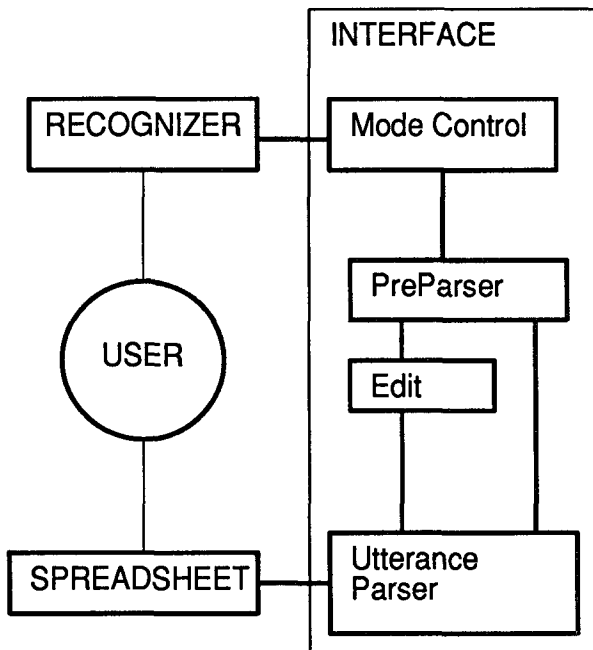 INTERFACE
RECOGNIZER
Mode Control
PreParser
USER
Edit
Utterance
Parser
SPREADSHEET